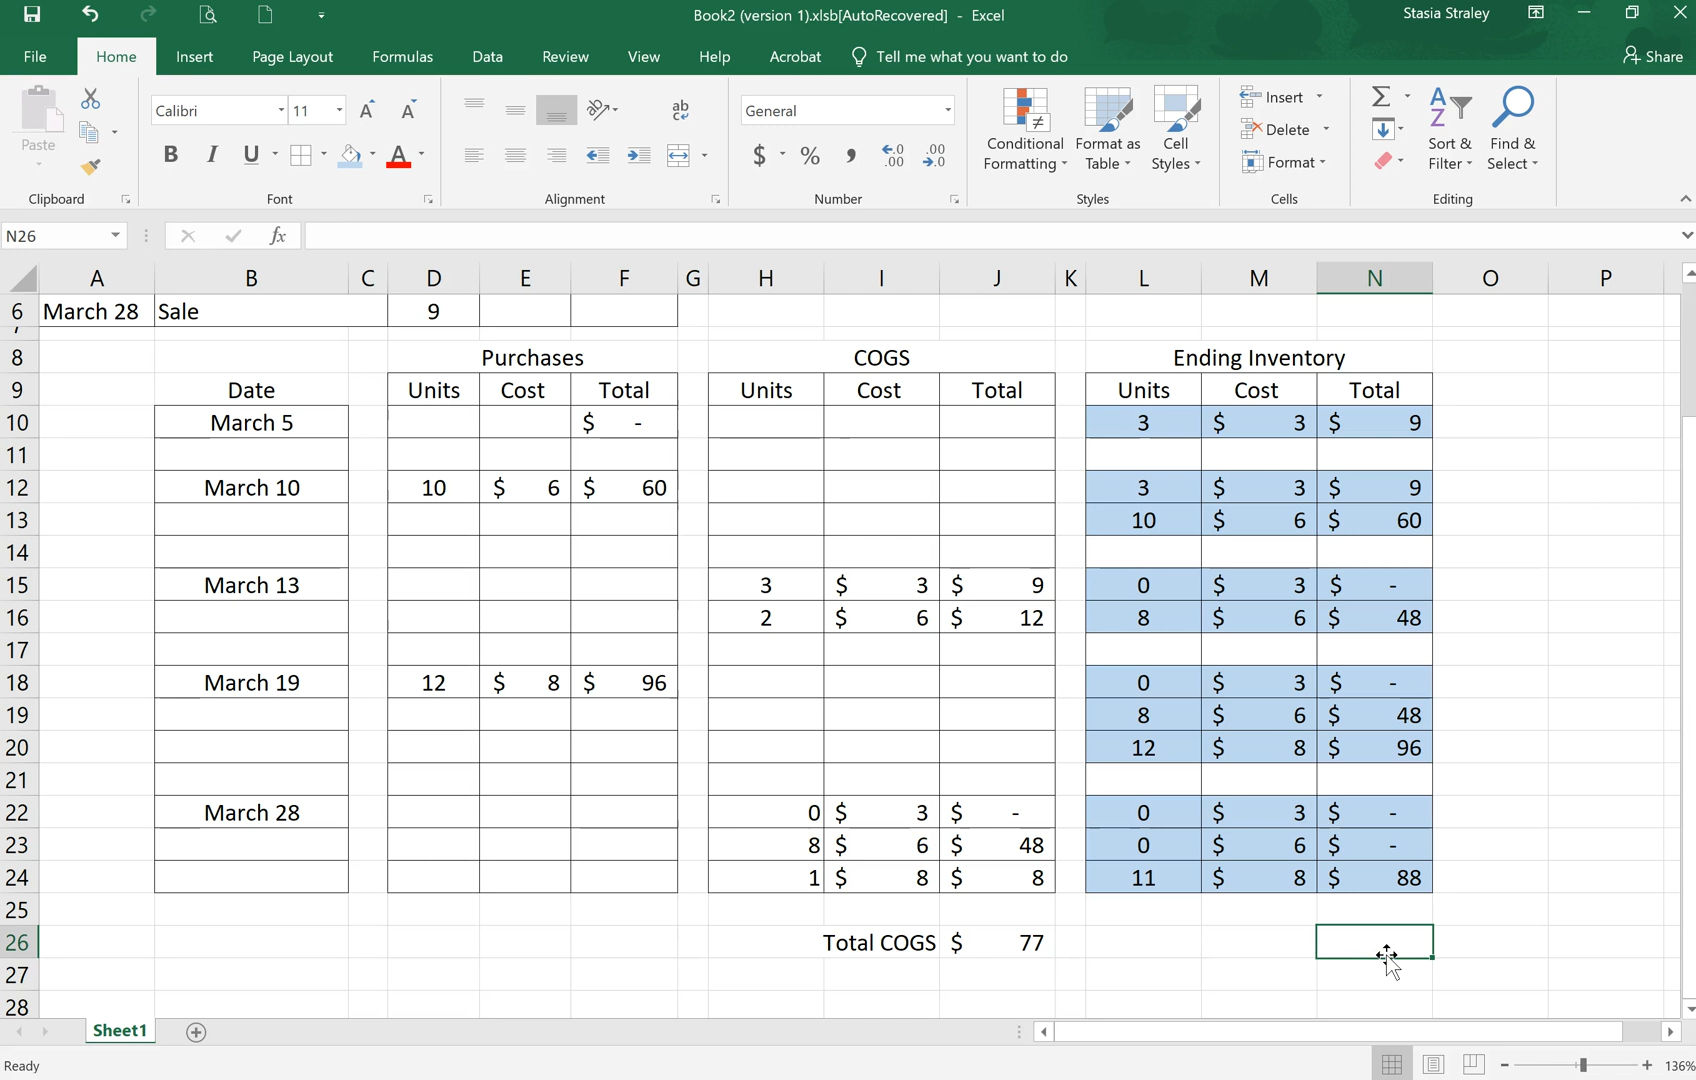 Book2 (version 1).xlsb[AutoRecovered] - Excel
Stasia Straley
File Home Insert Page Layout Formulas Data Review View Help Acrobat Tell me what you want to do Share
Paste
Clipboard
Calibri 11
B I U A
Font
ab
Alignment
General
$ % , .00 .00
Number
Conditional Formatting
Format as Table
Cell Styles
Styles
Insert
Delete
Format
Cells
Sort & Filter
Find & Select
Editing
N26 fx
A B C D E F G H I J K L M N O P
6 March 28 Sale 9
7
8 Purchases COGS Ending Inventory
9 Date Units Cost Total Units Cost Total Units Cost Total
10 March 5 $ - 3 $ 3 $ 9
11
12 March 10 10 $ 6 $ 60 3 $ 3 $ 9
13 10 $ 6 $ 60
14
15 March 13 3 $ 3 $ 9 0 $ 3 $ -
16 2 $ 6 $ 12 8 $ 6 $ 48
17
18 March 19 12 $ 8 $ 96 0 $ 3 $ -
19 8 $ 6 $ 48
20 12 $ 8 $ 96
21
22 March 28 0 $ 3 $ - 0 $ 3 $ -
23 8 $ 6 $ 48 0 $ 6 $ -
24 1 $ 8 $ 8 11 $ 8 $ 88
25
26 Total COGS $ 77
27
28
Sheet1
Ready 136%